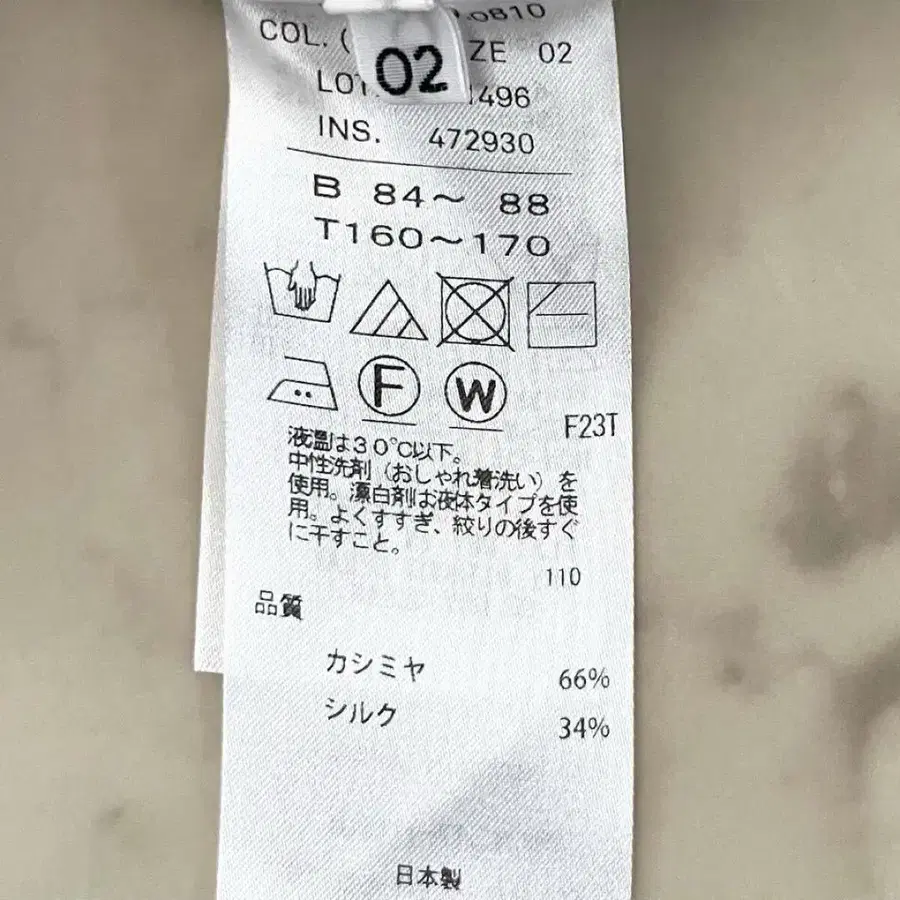 .0810
COL. ( ZE 02
02
LOT. 1496
INS. 472930
B 84〜 88
T160〜170
F
W
F23T
液温は30℃以下。
中性洗剤（おしゃれ着洗い）を
使用。漂白剤は液体タイプを使
用。よくすすぎ、絞りの後すぐ
に干すこと。
110
品質
カシミヤ 66%
シルク 34%
日本製